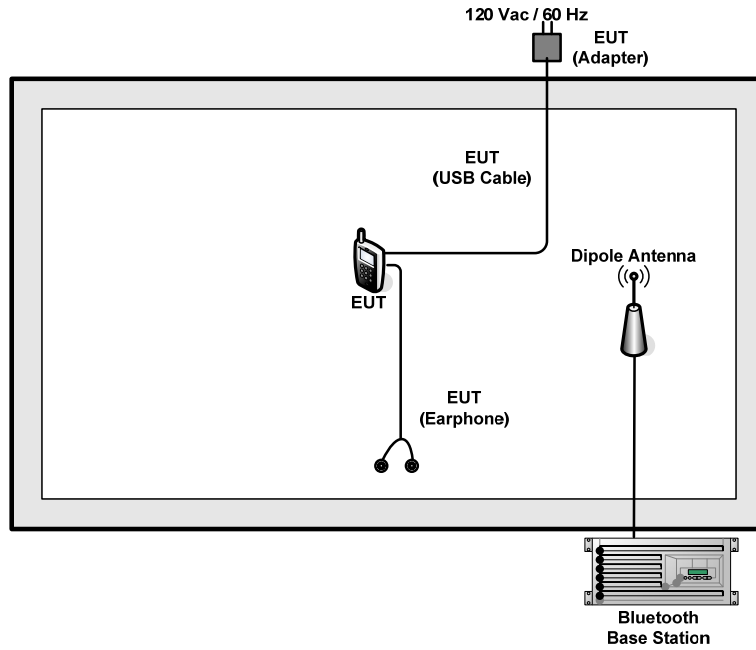 120 Vac / 60 Hz
EUT
(Adapter)
EUT
(USB Cable)
Dipole Antenna
EUT
EUT
(Earphone)
Bluetooth
Base Station